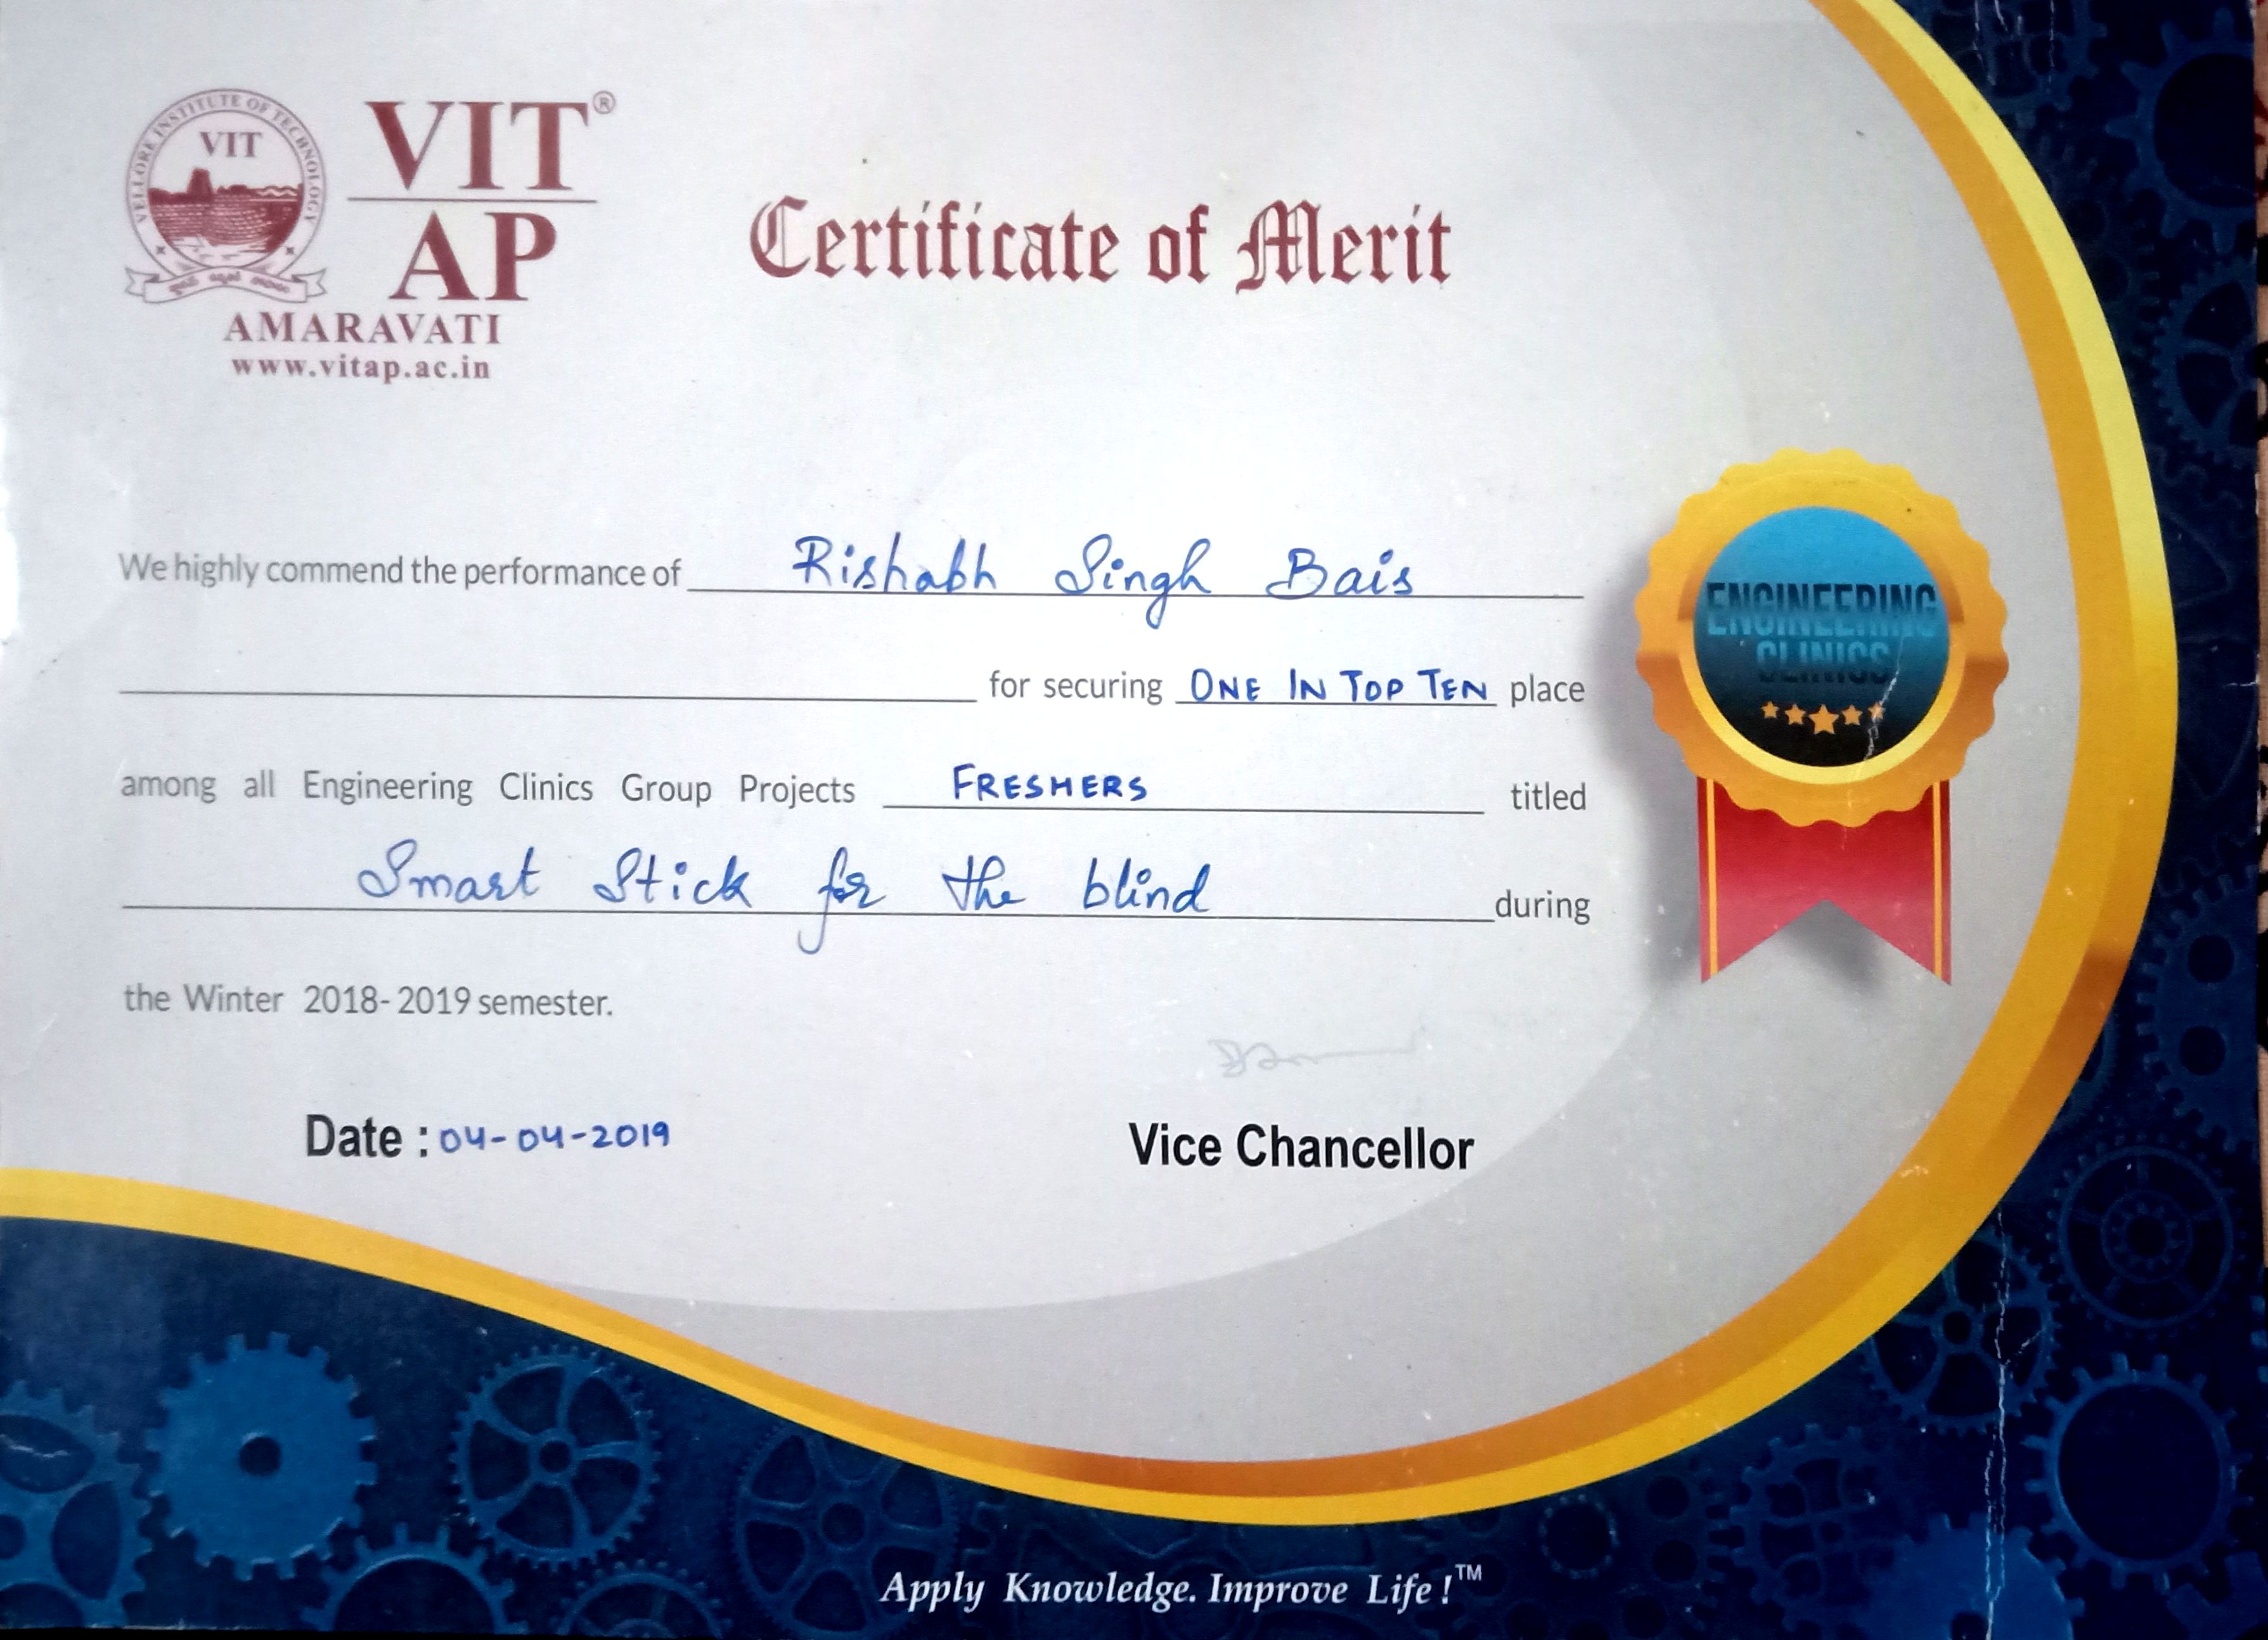 VELLORE INSTITUTE OF TECHNOLOGY
VIT
VIT®
AP
AMARAVATI
www.vitap.ac.in
Certificate of Merit
We highly commend the performance of Rishabh Singh Bais
for securing ONE IN TOP TEN place
among all Engineering Clinics Group Projects FRESHERS titled
Smart Stick for the blind during
the Winter 2018-2019 semester.
ENGINEERING
CLINICS
Date : 04-04-2019
Vice Chancellor
Apply Knowledge. Improve Life !™